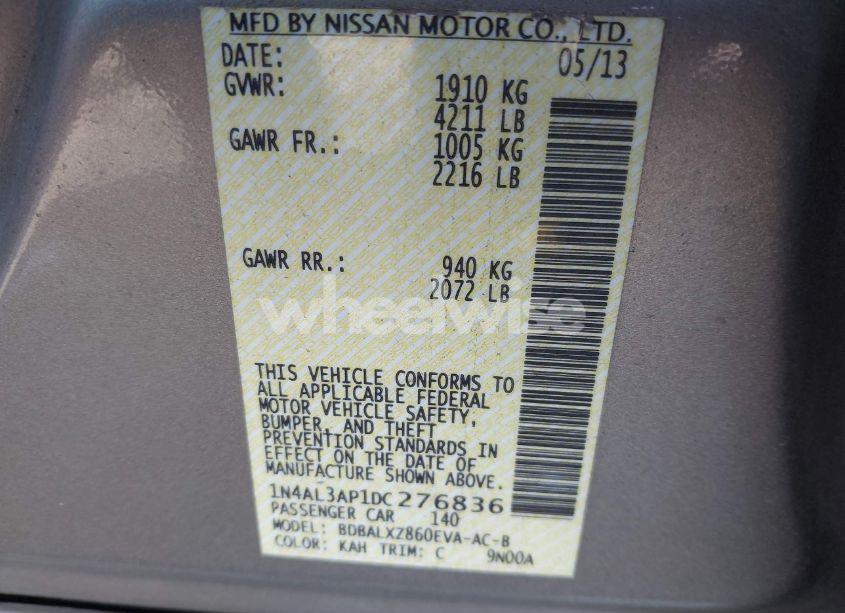 MFD BY NISSAN MOTOR CO., LTD.
DATE: 05/13
GVWR: 1910 KG
4211 LB
GAWR FR.: 1005 KG
2216 LB
GAWR RR.: 940 KG
2072 LB
wheelwise
THIS VEHICLE CONFORMS TO
ALL APPLICABLE FEDERAL
MOTOR VEHICLE SAFETY,
BUMPER, AND THEFT
PREVENTION STANDARDS IN
EFFECT ON THE DATE OF
MANUFACTURE SHOWN ABOVE.
1N4AL3AP1DC276836
PASSENGER CAR 140
MODEL: BDBALXZ860EVA-AC-B
COLOR: KAH TRIM: C 9N00A